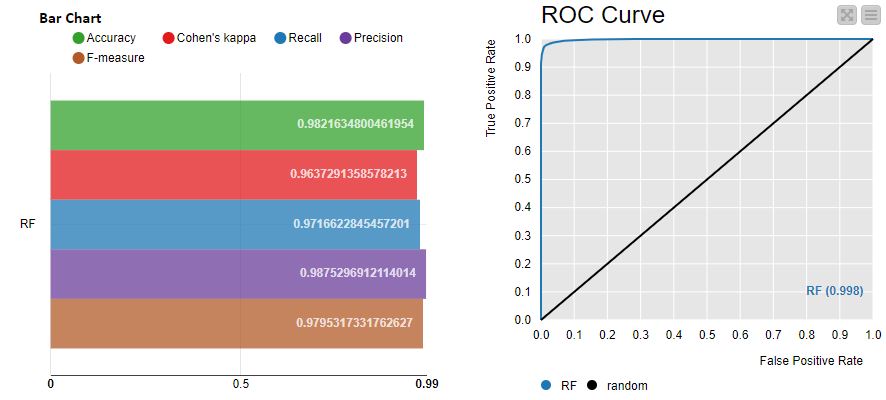 Bar Chart
Accuracy Cohen's kappa Recall Precision
F-measure
0.9821634800461954
0.9637291358578213
RF 0.9716622845457201
0.9875296912114014
0.9795317331762627
0 0.5 0.99
ROC Curve
True Positive Rate
1.0
0.9
0.8
0.7
0.6
0.5
0.4
0.3
0.2
0.1
0.0
RF (0.998)
0.0 0.1 0.2 0.3 0.4 0.5 0.6 0.7 0.8 0.9 1.0
False Positive Rate
RF random